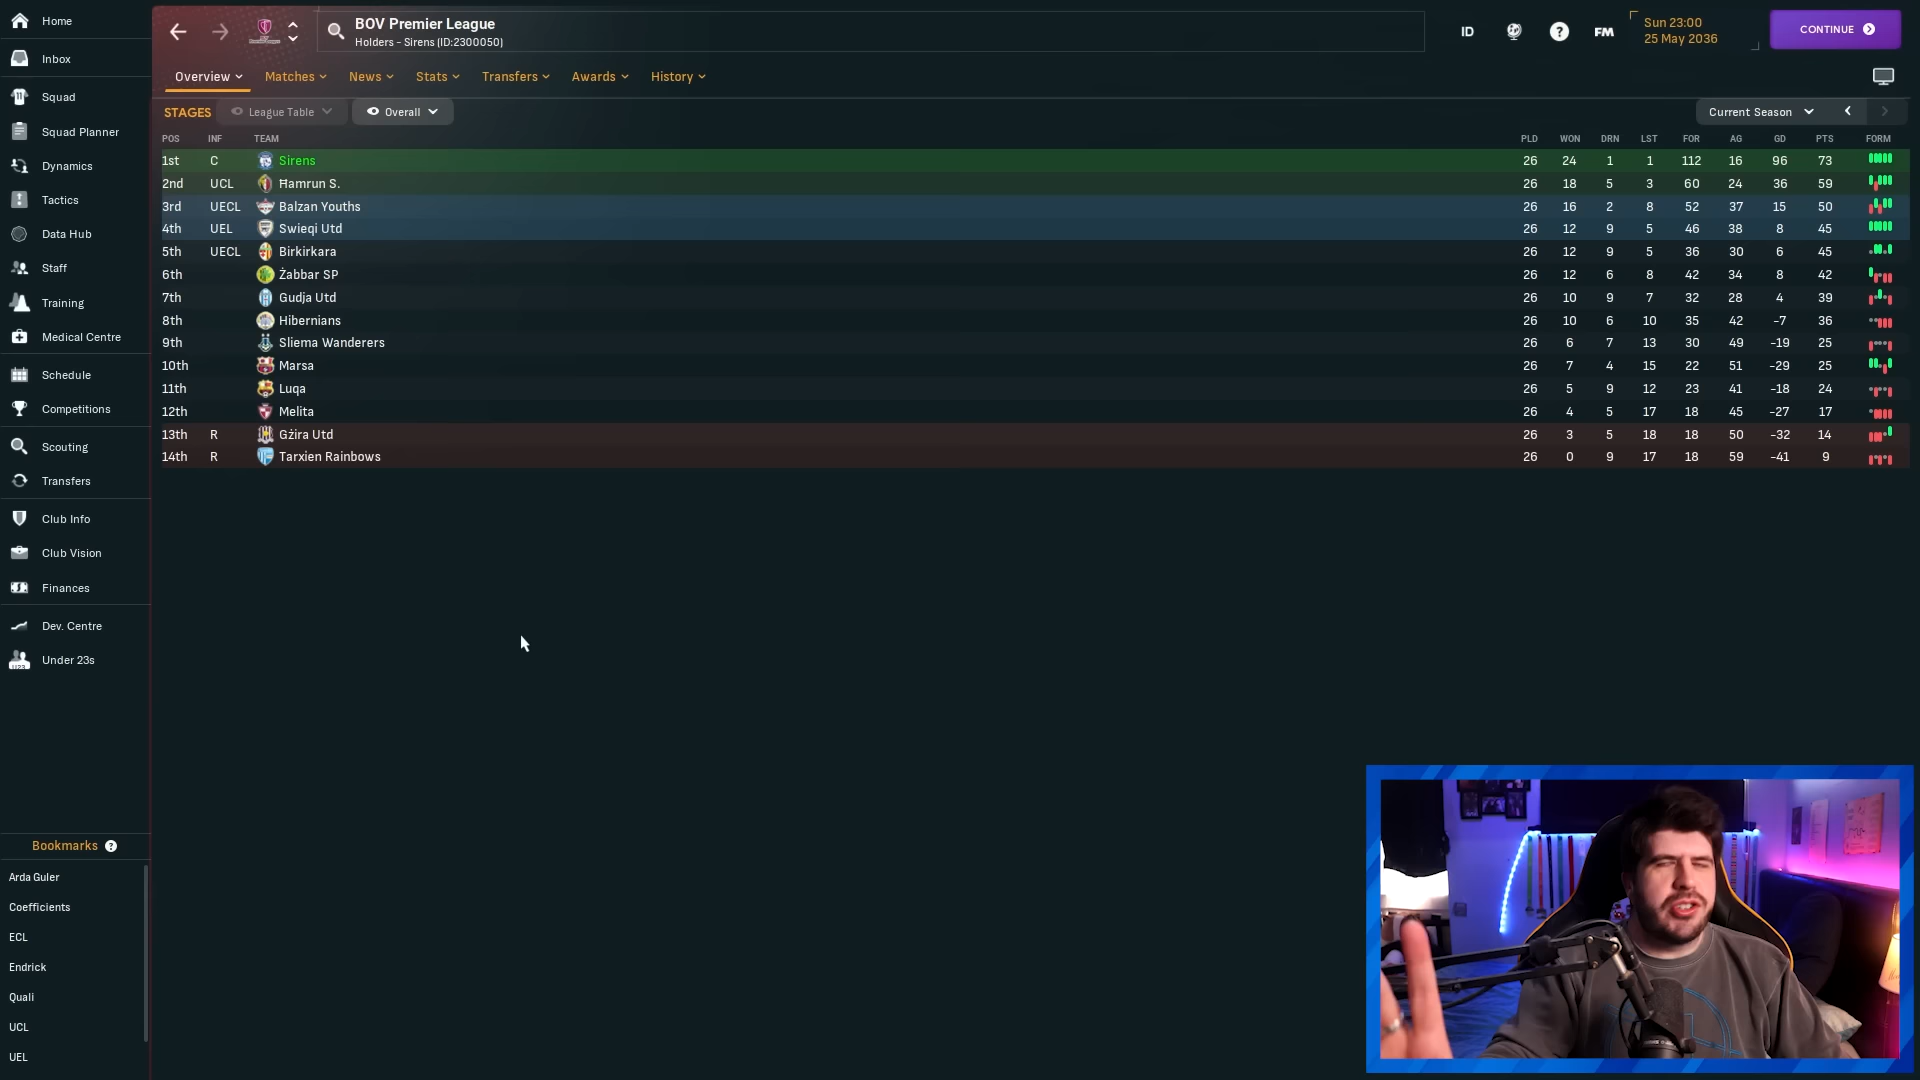 Home
Inbox
Squad
Squad Planner
Dynamics
Tactics
Data Hub
Staff
Training
Medical Centre
Schedule
Competitions
Scouting
Transfers
Club Info
Club Vision
Finances
Dev. Centre
Under 23s
Bookmarks ?
Arda Guler
Coefficients
ECL
Endrick
Quali
UCL
UEL
BOV Premier League
Holders - Sirens (ID:2300050)
ID ? FM
Sun 23:00
25 May 2036
CONTINUE
Overview Matches News Stats Transfers Awards History
STAGES League Table Overall Current Season
POS INF TEAM PLD WON DRN LST FOR AG GD PTS FORM
1st C Sirens 26 24 1 1 112 16 96 73
2nd UCL Ħamrun S. 26 18 5 3 60 24 36 59
3rd UECL Balzan Youths 26 16 2 8 52 37 15 50
4th UEL Swieqi Utd 26 12 9 5 46 38 8 45
5th UECL Birkirkara 26 12 9 5 36 30 6 45
6th Żabbar SP 26 12 6 8 42 34 8 42
7th Gudja Utd 26 10 9 7 32 28 4 39
8th Hibernians 26 10 6 10 35 42 -7 36
9th Sliema Wanderers 26 6 7 13 30 49 -19 25
10th Marsa 26 7 4 15 22 51 -29 25
11th Luqa 26 5 9 12 23 41 -18 24
12th Melita 26 4 5 17 18 45 -27 17
13th R Gżira Utd 26 3 5 18 18 50 -32 14
14th R Tarxien Rainbows 26 0 9 17 18 59 -41 9